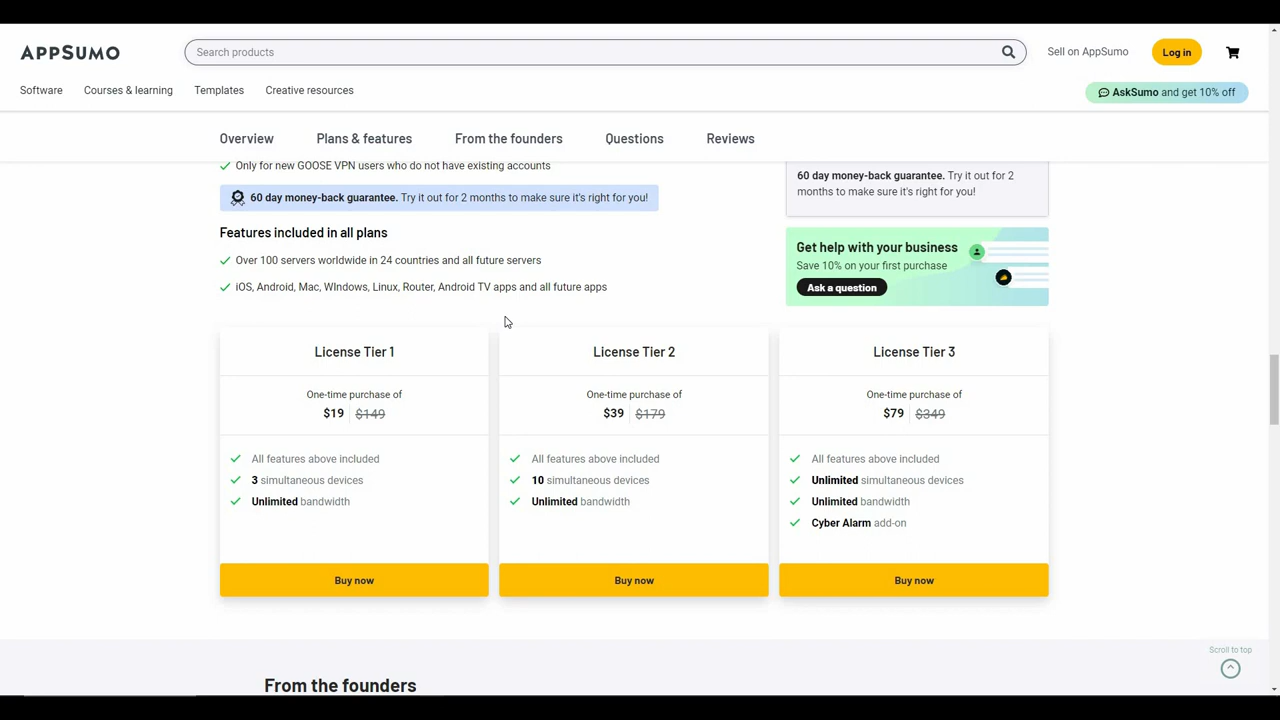 APPSUMO
Search products
Sell on AppSumo
Log in
Software
Courses & learning
Templates
Creative resources
AskSumo and get 10% off
Overview
Plans & features
From the founders
Questions
Reviews
Only for new GOOSE VPN users who do not have existing accounts
60 day money-back guarantee. Try it out for 2 months to make sure it's right for you!
60 day money-back guarantee. Try it out for 2
months to make sure it's right for you!
Features included in all plans
Over 100 servers worldwide in 24 countries and all future servers
iOS, Android, Mac, WIndows, Linux, Router, Android TV apps and all future apps
Get help with your business
Save 10% on your first purchase
Ask a question
License Tier 1
One-time purchase of
$19 $149
All features above included
3 simultaneous devices
Unlimited bandwidth
Buy now
License Tier 2
One-time purchase of
$39 $179
All features above included
10 simultaneous devices
Unlimited bandwidth
Buy now
License Tier 3
One-time purchase of
$79 $349
All features above included
Unlimited simultaneous devices
Unlimited bandwidth
Cyber Alarm add-on
Buy now
Scroll to top
From the founders